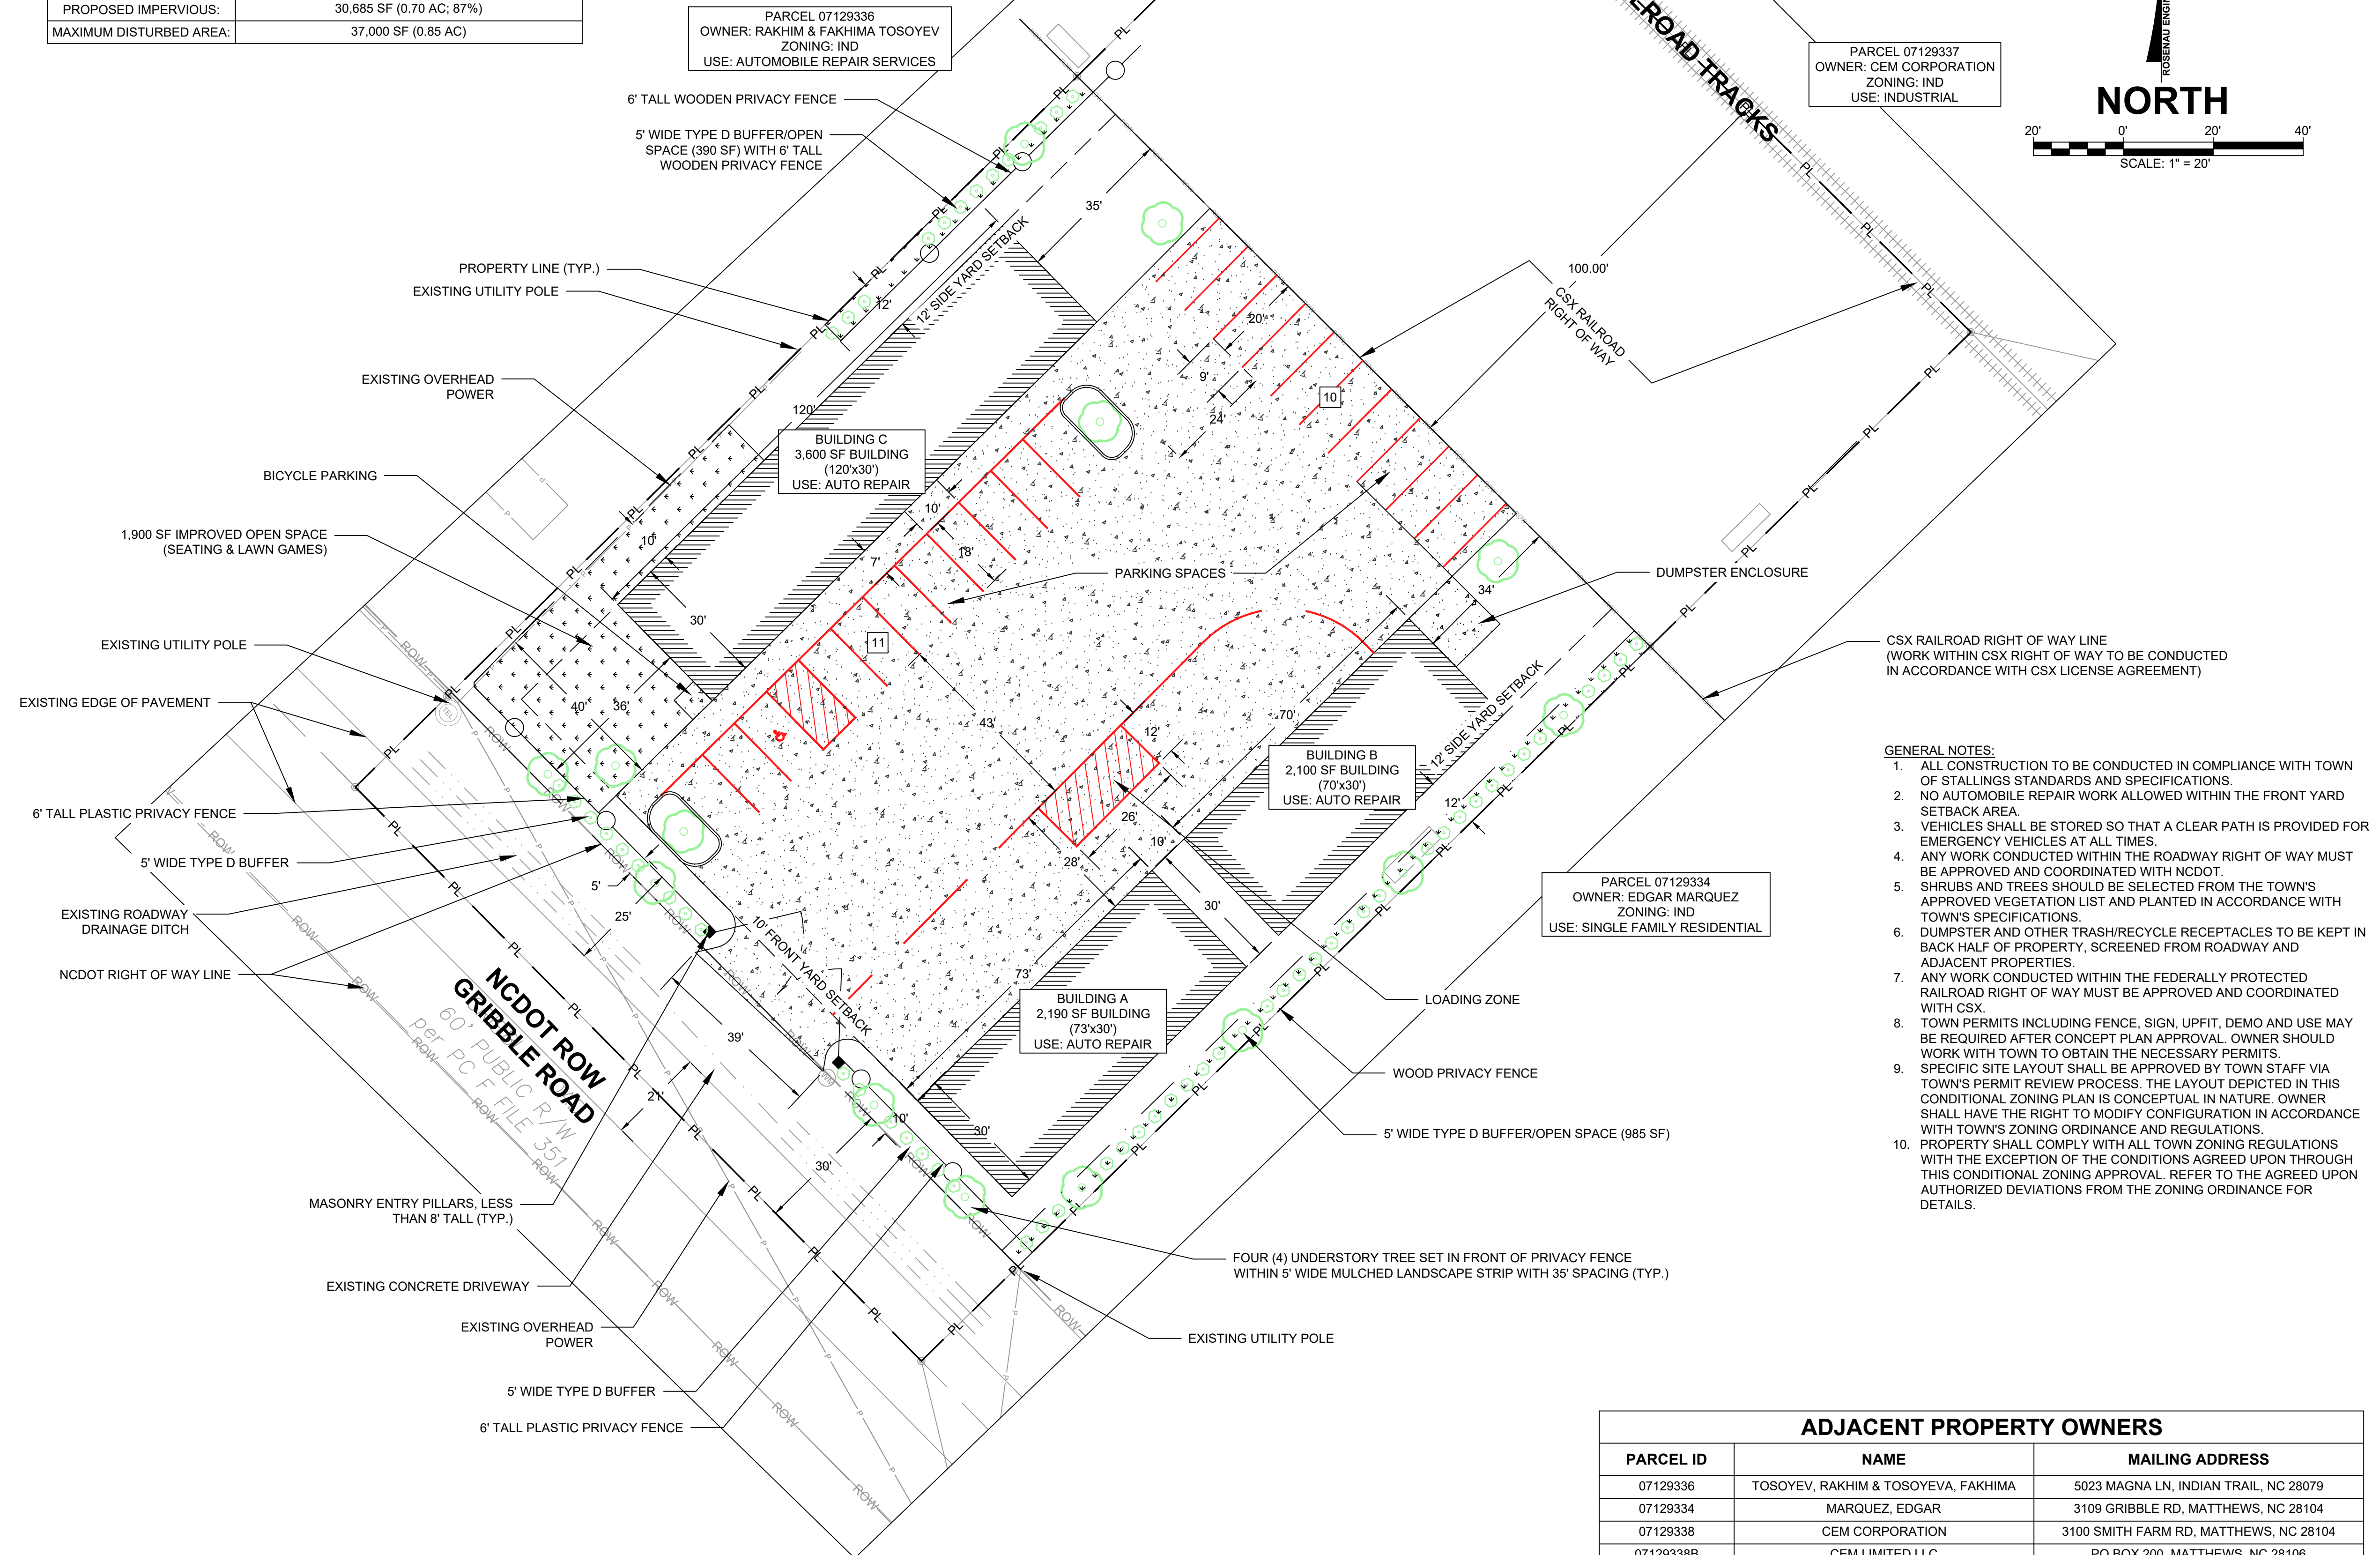 PROPOSED IMPERVIOUS: 30,685 SF (0.70 AC; 87%)
MAXIMUM DISTURBED AREA: 37,000 SF (0.85 AC)
PARCEL 07129336
OWNER: RAKHIM & FAKHIMA TOSOYEV
ZONING: IND
USE: AUTOMOBILE REPAIR SERVICES
PARCEL 07129337
OWNER: CEM CORPORATION
ZONING: IND
USE: INDUSTRIAL
NORTH
20' 0' 20' 40'
SCALE: 1" = 20'
TRACKS
6' TALL WOODEN PRIVACY FENCE
5' WIDE TYPE D BUFFER/OPEN
SPACE (390 SF) WITH 6' TALL
WOODEN PRIVACY FENCE
PROPERTY LINE (TYP.)
EXISTING UTILITY POLE
EXISTING OVERHEAD
POWER
BICYCLE PARKING
1,900 SF IMPROVED OPEN SPACE
(SEATING & LAWN GAMES)
EXISTING UTILITY POLE
EXISTING EDGE OF PAVEMENT
6' TALL PLASTIC PRIVACY FENCE
5' WIDE TYPE D BUFFER
EXISTING ROADWAY
DRAINAGE DITCH
NCDOT RIGHT OF WAY LINE
12' SIDE YARD SETBACK
35'
12'
120'
BUILDING C
3,600 SF BUILDING
(120'x30')
USE: AUTO REPAIR
100.00'
CSX RAILROAD
RIGHT OF WAY
20'
9'
24'
10
10'
18'
7'
10'
30'
11
PARKING SPACES
DUMPSTER ENCLOSURE
34'
40'
36'
43'
70'
12'
12' SIDE YARD SETBACK
BUILDING B
2,100 SF BUILDING
(70'x30')
USE: AUTO REPAIR
12'
26'
10'
28'
30'
5'
25'
10' FRONT YARD SETBACK
73'
BUILDING A
2,190 SF BUILDING
(73'x30')
USE: AUTO REPAIR
39'
21'
10'
30'
30'
PARCEL 07129334
OWNER: EDGAR MARQUEZ
ZONING: IND
USE: SINGLE FAMILY RESIDENTIAL
LOADING ZONE
WOOD PRIVACY FENCE
5' WIDE TYPE D BUFFER/OPEN SPACE (985 SF)
NCDOT ROW
GRIBBLE ROAD
60' PUBLIC R/W
per PC F FILE 351
MASONRY ENTRY PILLARS, LESS
THAN 8' TALL (TYP.)
EXISTING CONCRETE DRIVEWAY
EXISTING OVERHEAD
POWER
5' WIDE TYPE D BUFFER
6' TALL PLASTIC PRIVACY FENCE
FOUR (4) UNDERSTORY TREE SET IN FRONT OF PRIVACY FENCE
WITHIN 5' WIDE MULCHED LANDSCAPE STRIP WITH 35' SPACING (TYP.)
EXISTING UTILITY POLE
CSX RAILROAD RIGHT OF WAY LINE
(WORK WITHIN CSX RIGHT OF WAY TO BE CONDUCTED
IN ACCORDANCE WITH CSX LICENSE AGREEMENT)
GENERAL NOTES:
1. ALL CONSTRUCTION TO BE CONDUCTED IN COMPLIANCE WITH TOWN
OF STALLINGS STANDARDS AND SPECIFICATIONS.
2. NO AUTOMOBILE REPAIR WORK ALLOWED WITHIN THE FRONT YARD
SETBACK AREA.
3. VEHICLES SHALL BE STORED SO THAT A CLEAR PATH IS PROVIDED FOR
EMERGENCY VEHICLES AT ALL TIMES.
4. ANY WORK CONDUCTED WITHIN THE ROADWAY RIGHT OF WAY MUST
BE APPROVED AND COORDINATED WITH NCDOT.
5. SHRUBS AND TREES SHOULD BE SELECTED FROM THE TOWN'S
APPROVED VEGETATION LIST AND PLANTED IN ACCORDANCE WITH
TOWN'S SPECIFICATIONS.
6. DUMPSTER AND OTHER TRASH/RECYCLE RECEPTACLES TO BE KEPT IN
BACK HALF OF PROPERTY, SCREENED FROM ROADWAY AND
ADJACENT PROPERTIES.
7. ANY WORK CONDUCTED WITHIN THE FEDERALLY PROTECTED
RAILROAD RIGHT OF WAY MUST BE APPROVED AND COORDINATED
WITH CSX.
8. TOWN PERMITS INCLUDING FENCE, SIGN, UPFIT, DEMO AND USE MAY
BE REQUIRED AFTER CONCEPT PLAN APPROVAL. OWNER SHOULD
WORK WITH TOWN TO OBTAIN THE NECESSARY PERMITS.
9. SPECIFIC SITE LAYOUT SHALL BE APPROVED BY TOWN STAFF VIA
TOWN'S PERMIT REVIEW PROCESS. THE LAYOUT DEPICTED IN THIS
CONDITIONAL ZONING PLAN IS CONCEPTUAL IN NATURE. OWNER
SHALL HAVE THE RIGHT TO MODIFY CONFIGURATION IN ACCORDANCE
WITH TOWN'S ZONING ORDINANCE AND REGULATIONS.
10. PROPERTY SHALL COMPLY WITH ALL TOWN ZONING REGULATIONS
WITH THE EXCEPTION OF THE CONDITIONS AGREED UPON THROUGH
THIS CONDITIONAL ZONING APPROVAL. REFER TO THE AGREED UPON
AUTHORIZED DEVIATIONS FROM THE ZONING ORDINANCE FOR
DETAILS.
ADJACENT PROPERTY OWNERS
PARCEL ID NAME MAILING ADDRESS
07129336 TOSOYEV, RAKHIM & TOSOYEVA, FAKHIMA 5023 MAGNA LN, INDIAN TRAIL, NC 28079
07129334 MARQUEZ, EDGAR 3109 GRIBBLE RD, MATTHEWS, NC 28104
07129338 CEM CORPORATION 3100 SMITH FARM RD, MATTHEWS, NC 28104
07129338B CEM LIMITED LLC PO BOX 200, MATTHEWS, NC 28106